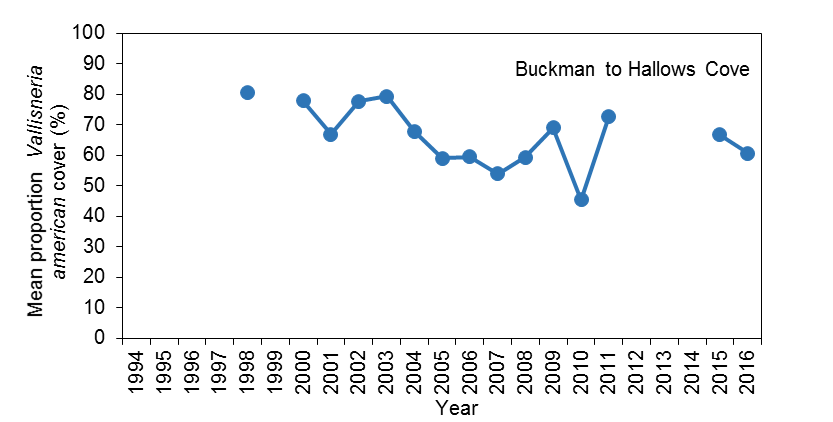 Buckman to Hallows Cove
Mean proportion Vallisneria
american cover (%)
100
90
80
70
60
50
40
30
20
10
0
1994 1995 1996 1997 1998 1999 2000 2001 2002 2003 2004 2005 2006 2007 2008 2009 2010 2011 2012 2013 2014 2015 2016
Year